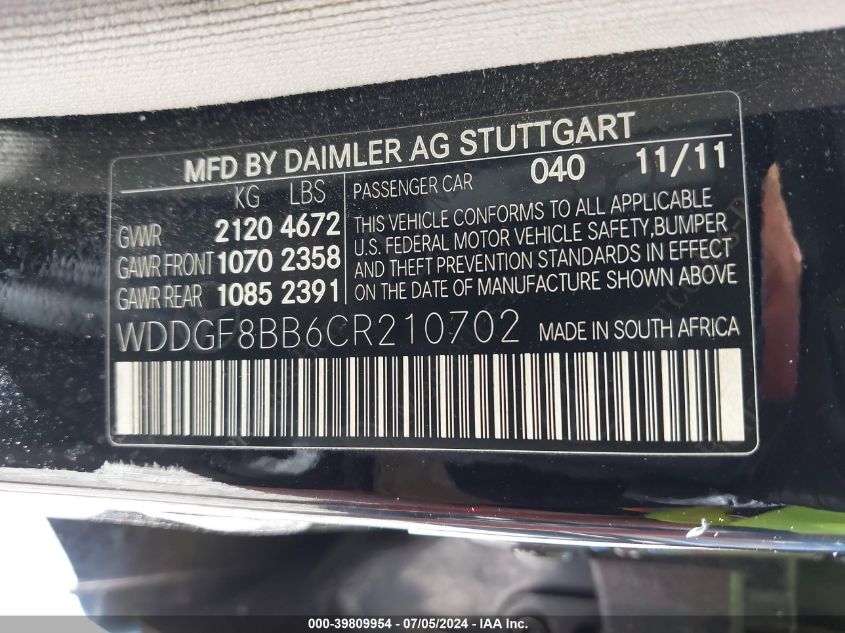 MFD BY DAIMLER AG STUTTGART
KG LBS
GVWR 2120 4672
GAWR FRONT 1070 2358
GAWR REAR 1085 2391
PASSENGER CAR 040 11/11
THIS VEHICLE CONFORMS TO ALL APPLICABLE
U.S. FEDERAL MOTOR VEHICLE SAFETY,BUMPER
AND THEFT PREVENTION STANDARDS IN EFFECT
ON THE DATE OF MANUFACTURE SHOWN ABOVE
WDDGF8BB6CR210702 MADE IN SOUTH AFRICA
000-39809954 - 07/05/2024 - IAA Inc.